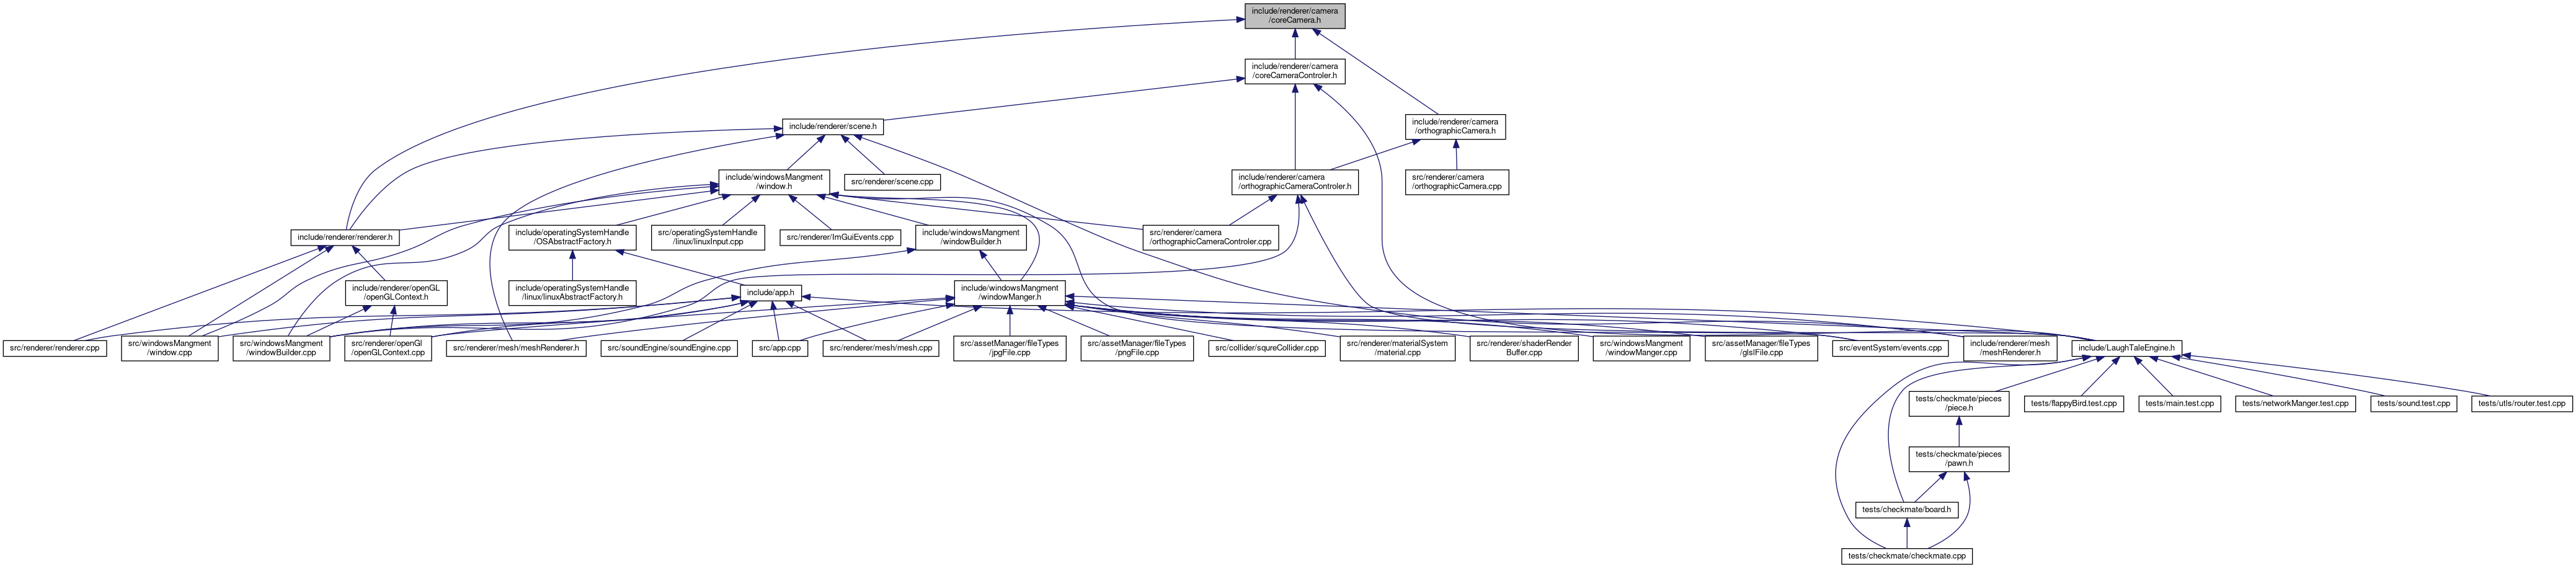 include/renderer/camera
/coreCamera.h
include/renderer/camera
/coreCameraControler.h
include/renderer/scene.h
include/renderer/camera
/orthographicCamera.h
include/windowsMangment
/window.h
src/renderer/scene.cpp
include/renderer/camera
/orthographicCameraControler.h
src/renderer/camera
/orthographicCamera.cpp
include/renderer/renderer.h
include/operatingSystemHandle
/OSAbstractFactory.h
src/operatingSystemHandle
/linux/linuxInput.cpp
src/renderer/ImGuiEvents.cpp
include/windowsMangment
/windowBuilder.h
src/renderer/camera
/orthographicCameraControler.cpp
include/renderer/openGL
/openGLContext.h
include/operatingSystemHandle
/linux/linuxAbstractFactory.h
include/app.h
include/windowsMangment
/windowManger.h
src/renderer/renderer.cpp
src/windowsMangment
/window.cpp
src/windowsMangment
/windowBuilder.cpp
src/renderer/openGl
/openGLContext.cpp
src/renderer/mesh/meshRenderer.h
src/soundEngine/soundEngine.cpp
src/app.cpp
src/renderer/mesh/mesh.cpp
src/assetManager/fileTypes
/jpgFile.cpp
src/assetManager/fileTypes
/pngFile.cpp
src/collider/squreCollider.cpp
src/renderer/materialSystem
/material.cpp
src/renderer/shaderRender
Buffer.cpp
src/windowsMangment
/windowManger.cpp
src/assetManager/fileTypes
/glslFile.cpp
src/eventSystem/events.cpp
include/renderer/mesh
/meshRenderer.h
include/LaughTaleEngine.h
tests/checkmate/pieces
/piece.h
tests/flappyBird.test.cpp
tests/main.test.cpp
tests/networkManger.test.cpp
tests/sound.test.cpp
tests/utls/router.test.cpp
tests/checkmate/pieces
/pawn.h
tests/checkmate/board.h
tests/checkmate/checkmate.cpp